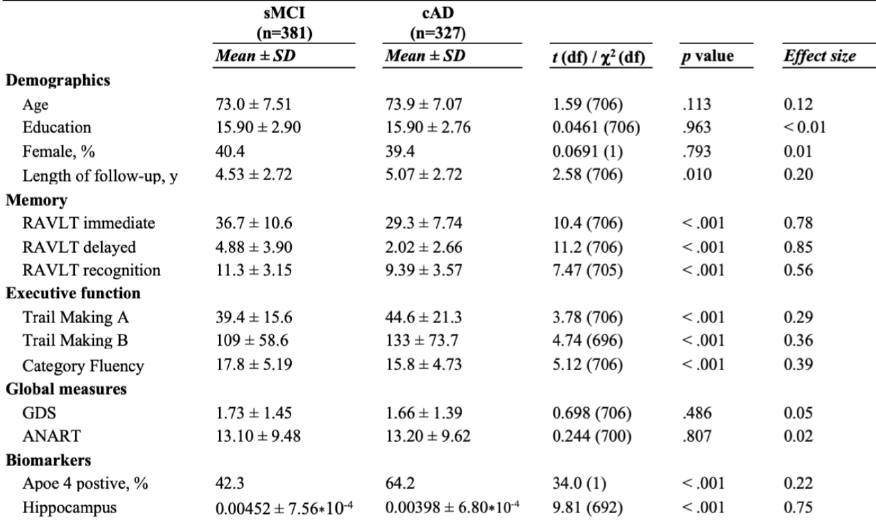 sMCI cAD
(n=381) (n=327)
Mean ± SD Mean ± SD t (df) / χ² (df) p value Effect size
Demographics
Age 73.0 ± 7.51 73.9 ± 7.07 1.59 (706) .113 0.12
Education 15.90 ± 2.90 15.90 ± 2.76 0.0461 (706) .963 < 0.01
Female, % 40.4 39.4 0.0691 (1) .793 0.01
Length of follow-up, y 4.53 ± 2.72 5.07 ± 2.72 2.58 (706) .010 0.20
Memory
RAVLT immediate 36.7 ± 10.6 29.3 ± 7.74 10.4 (706) < .001 0.78
RAVLT delayed 4.88 ± 3.90 2.02 ± 2.66 11.2 (706) < .001 0.85
RAVLT recognition 11.3 ± 3.15 9.39 ± 3.57 7.47 (705) < .001 0.56
Executive function
Trail Making A 39.4 ± 15.6 44.6 ± 21.3 3.78 (706) < .001 0.29
Trail Making B 109 ± 58.6 133 ± 73.7 4.74 (696) < .001 0.36
Category Fluency 17.8 ± 5.19 15.8 ± 4.73 5.12 (706) < .001 0.39
Global measures
GDS 1.73 ± 1.45 1.66 ± 1.39 0.698 (706) .486 0.05
ANART 13.10 ± 9.48 13.20 ± 9.62 0.244 (700) .807 0.02
Biomarkers
Apoe 4 postive, % 42.3 64.2 34.0 (1) < .001 0.22
Hippocampus 0.00452 ± 7.56*10⁻⁴ 0.00398 ± 6.80*10⁻⁴ 9.81 (692) < .001 0.75